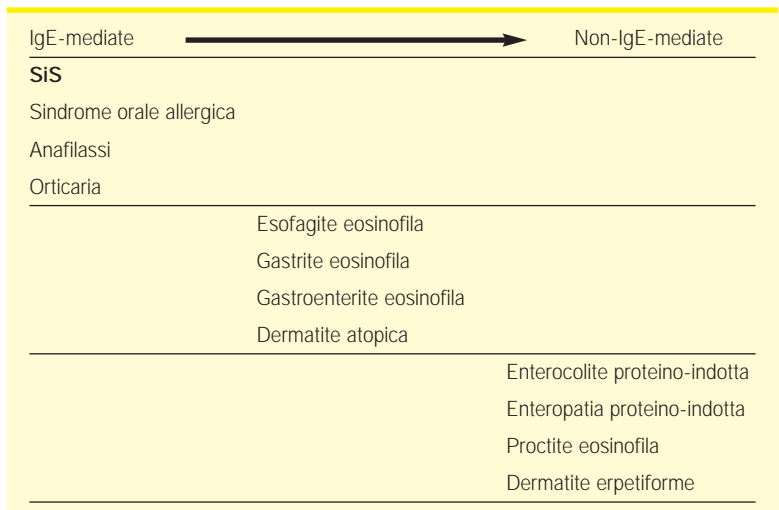 IgE-mediate Non-IgE-mediate
SiS
Sindrome orale allergica
Anafilassi
Orticaria
Esofagite eosinofila
Gastrite eosinofila
Gastroenterite eosinofila
Dermatite atopica
Enterocolite proteino-indotta
Enteropatia proteino-indotta
Proctite eosinofila
Dermatite erpetiforme